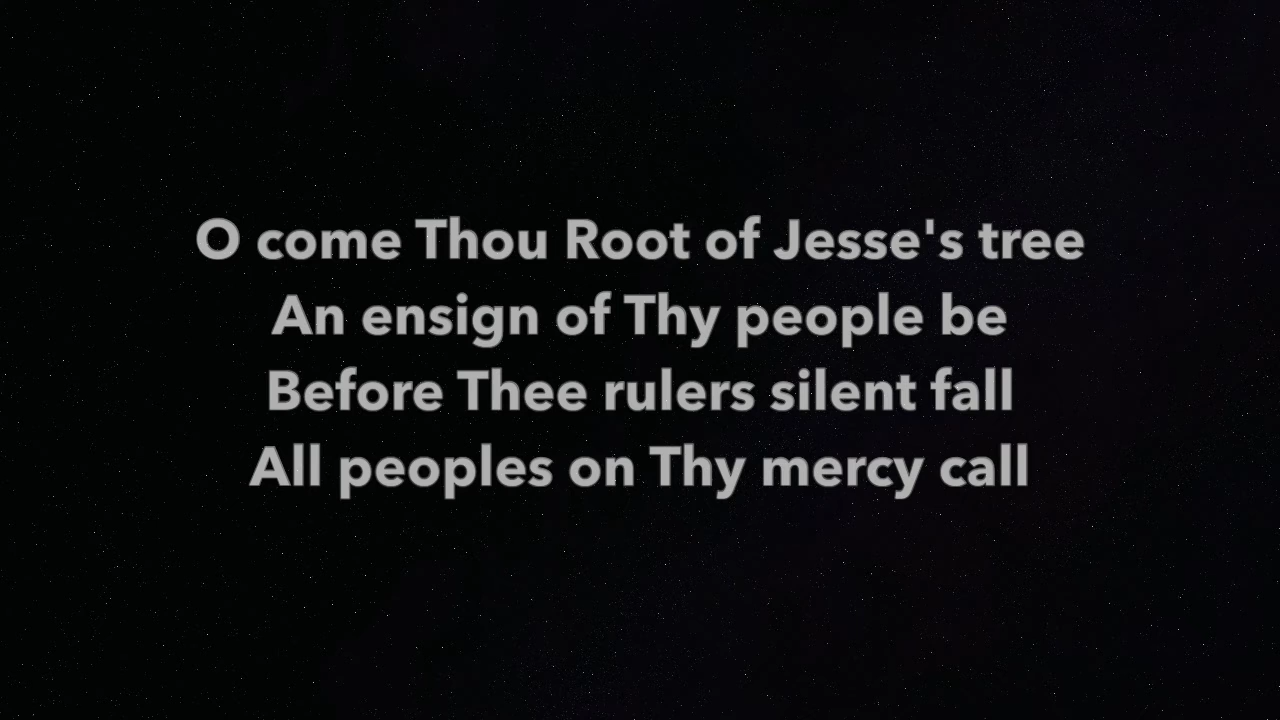 O come Thou Root of Jesse's tree
An ensign of Thy people be
Before Thee rulers silent fall
All peoples on Thy mercy call